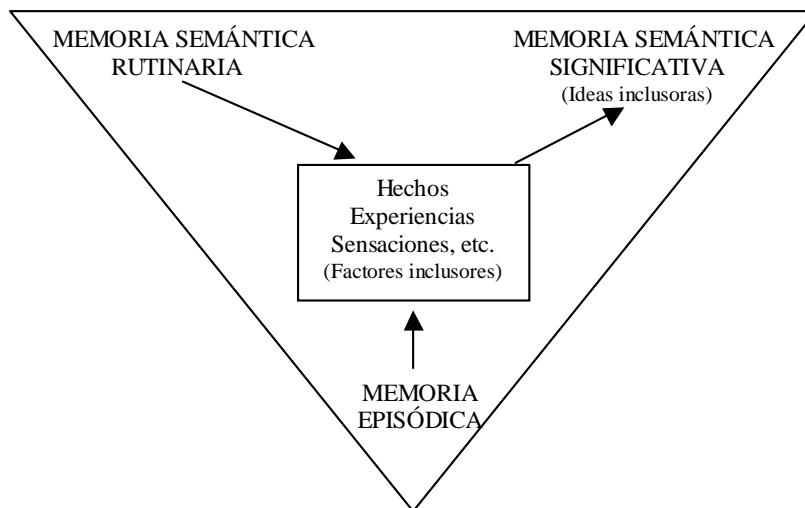 MEMORIA SEMÁNTICA
RUTINARIA
MEMORIA SEMÁNTICA
SIGNIFICATIVA
(Ideas inclusoras)
Hechos
Experiencias
Sensaciones, etc.
(Factores inclusores)
MEMORIA
EPISÓDICA